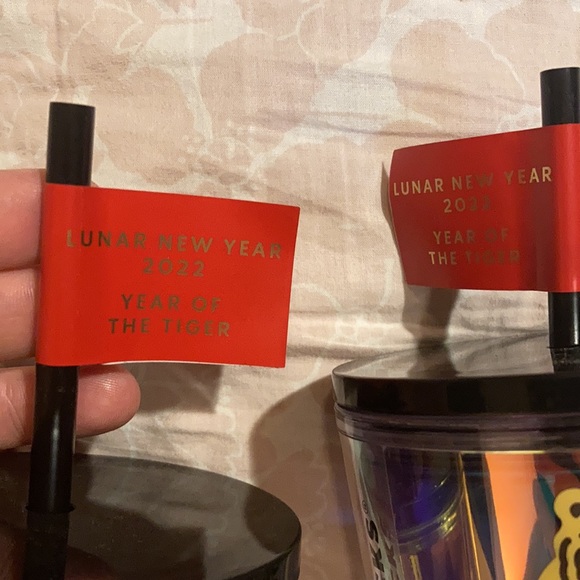 LUNAR NEW YEAR
2022
YEAR OF
THE TIGER
LUNAR NEW YEAR
2022
YEAR OF
THE TIGER